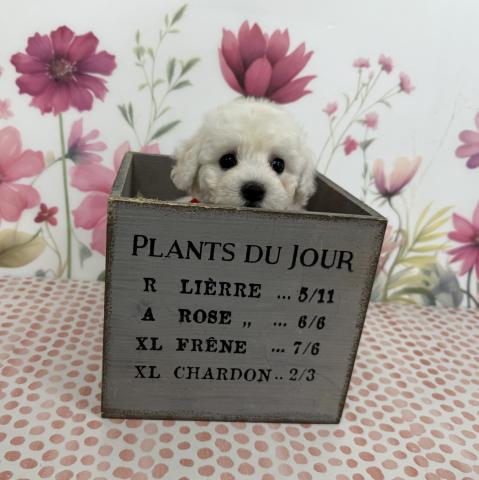 PLANTS DU JOUR
R LIÈRRE ... 5/11
A ROSE „ ... 6/6
XL FRÊNE ... 7/6
XL CHARDON .. 2/3